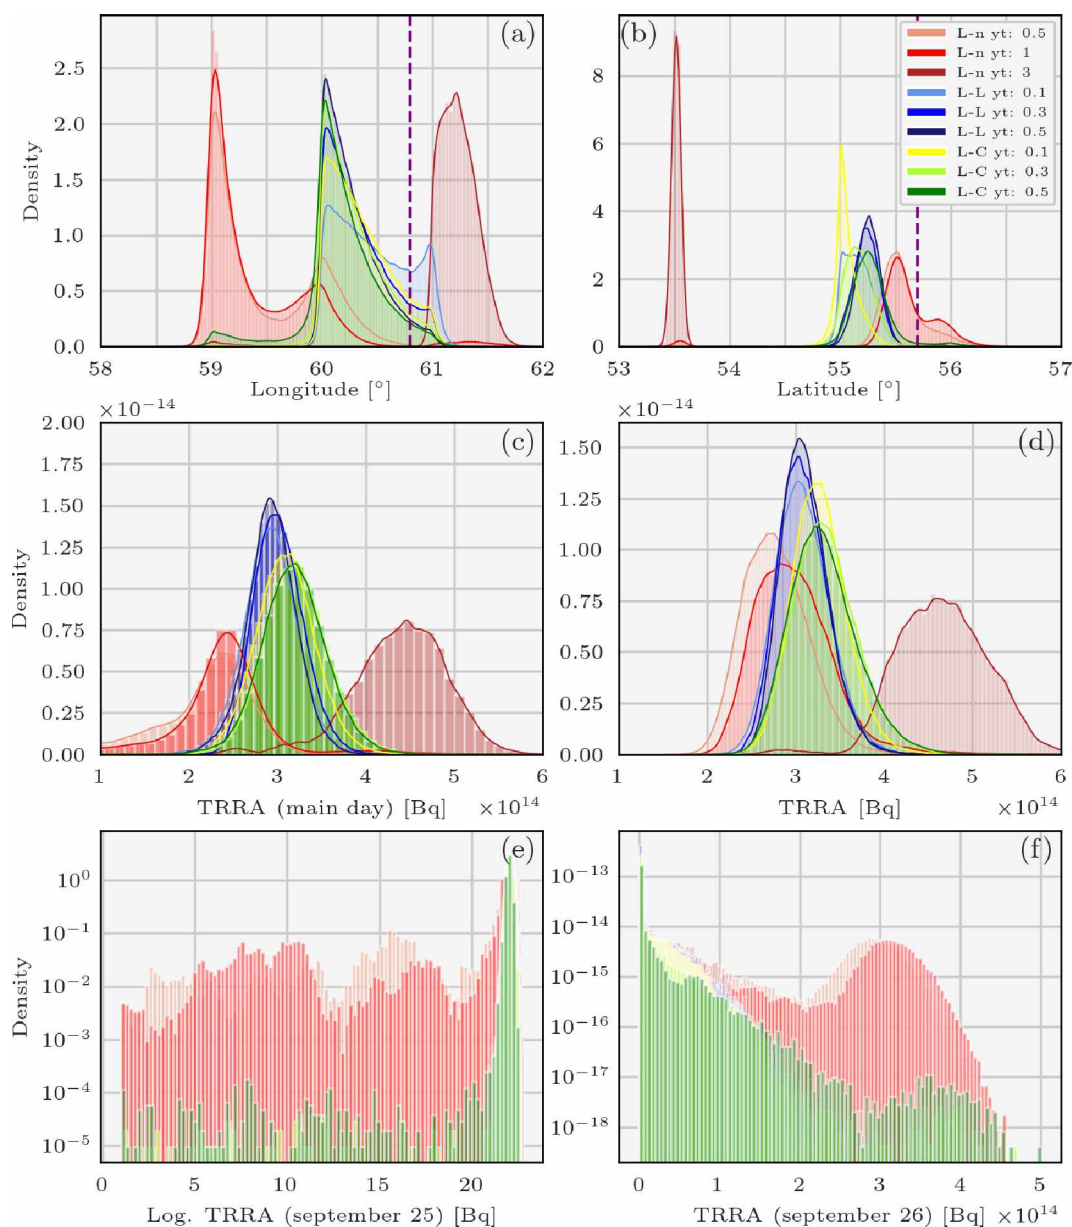 (a)
Density
2.5
2.0
1.5
1.0
0.5
0.0
58 59 60 61 62
Longitude [°]
(b)
L-n yt: 0.5
L-n yt: 1
L-n yt: 3
L-L yt: 0.1
L-L yt: 0.3
L-L yt: 0.5
L-C yt: 0.1
L-C yt: 0.3
L-C yt: 0.5
8
6
4
2
0
53 54 55 56 57
Latitude [°]
×10⁻¹⁴
(c)
Density
2.00
1.75
1.50
1.25
1.00
0.75
0.50
0.25
0.00
1 2 3 4 5 6
TRRA (main day) [Bq] ×10¹⁴
×10⁻¹⁴
(d)
1.50
1.25
1.00
0.75
0.50
0.25
0.00
1 2 3 4 5 6
TRRA [Bq] ×10¹⁴
(e)
Density
10⁰
10⁻¹
10⁻²
10⁻³
10⁻⁴
10⁻⁵
0 5 10 15 20
Log. TRRA (september 25) [Bq]
(f)
10⁻¹³
10⁻¹⁴
10⁻¹⁵
10⁻¹⁶
10⁻¹⁷
10⁻¹⁸
0 1 2 3 4 5
TRRA (september 26) [Bq] ×10¹⁴